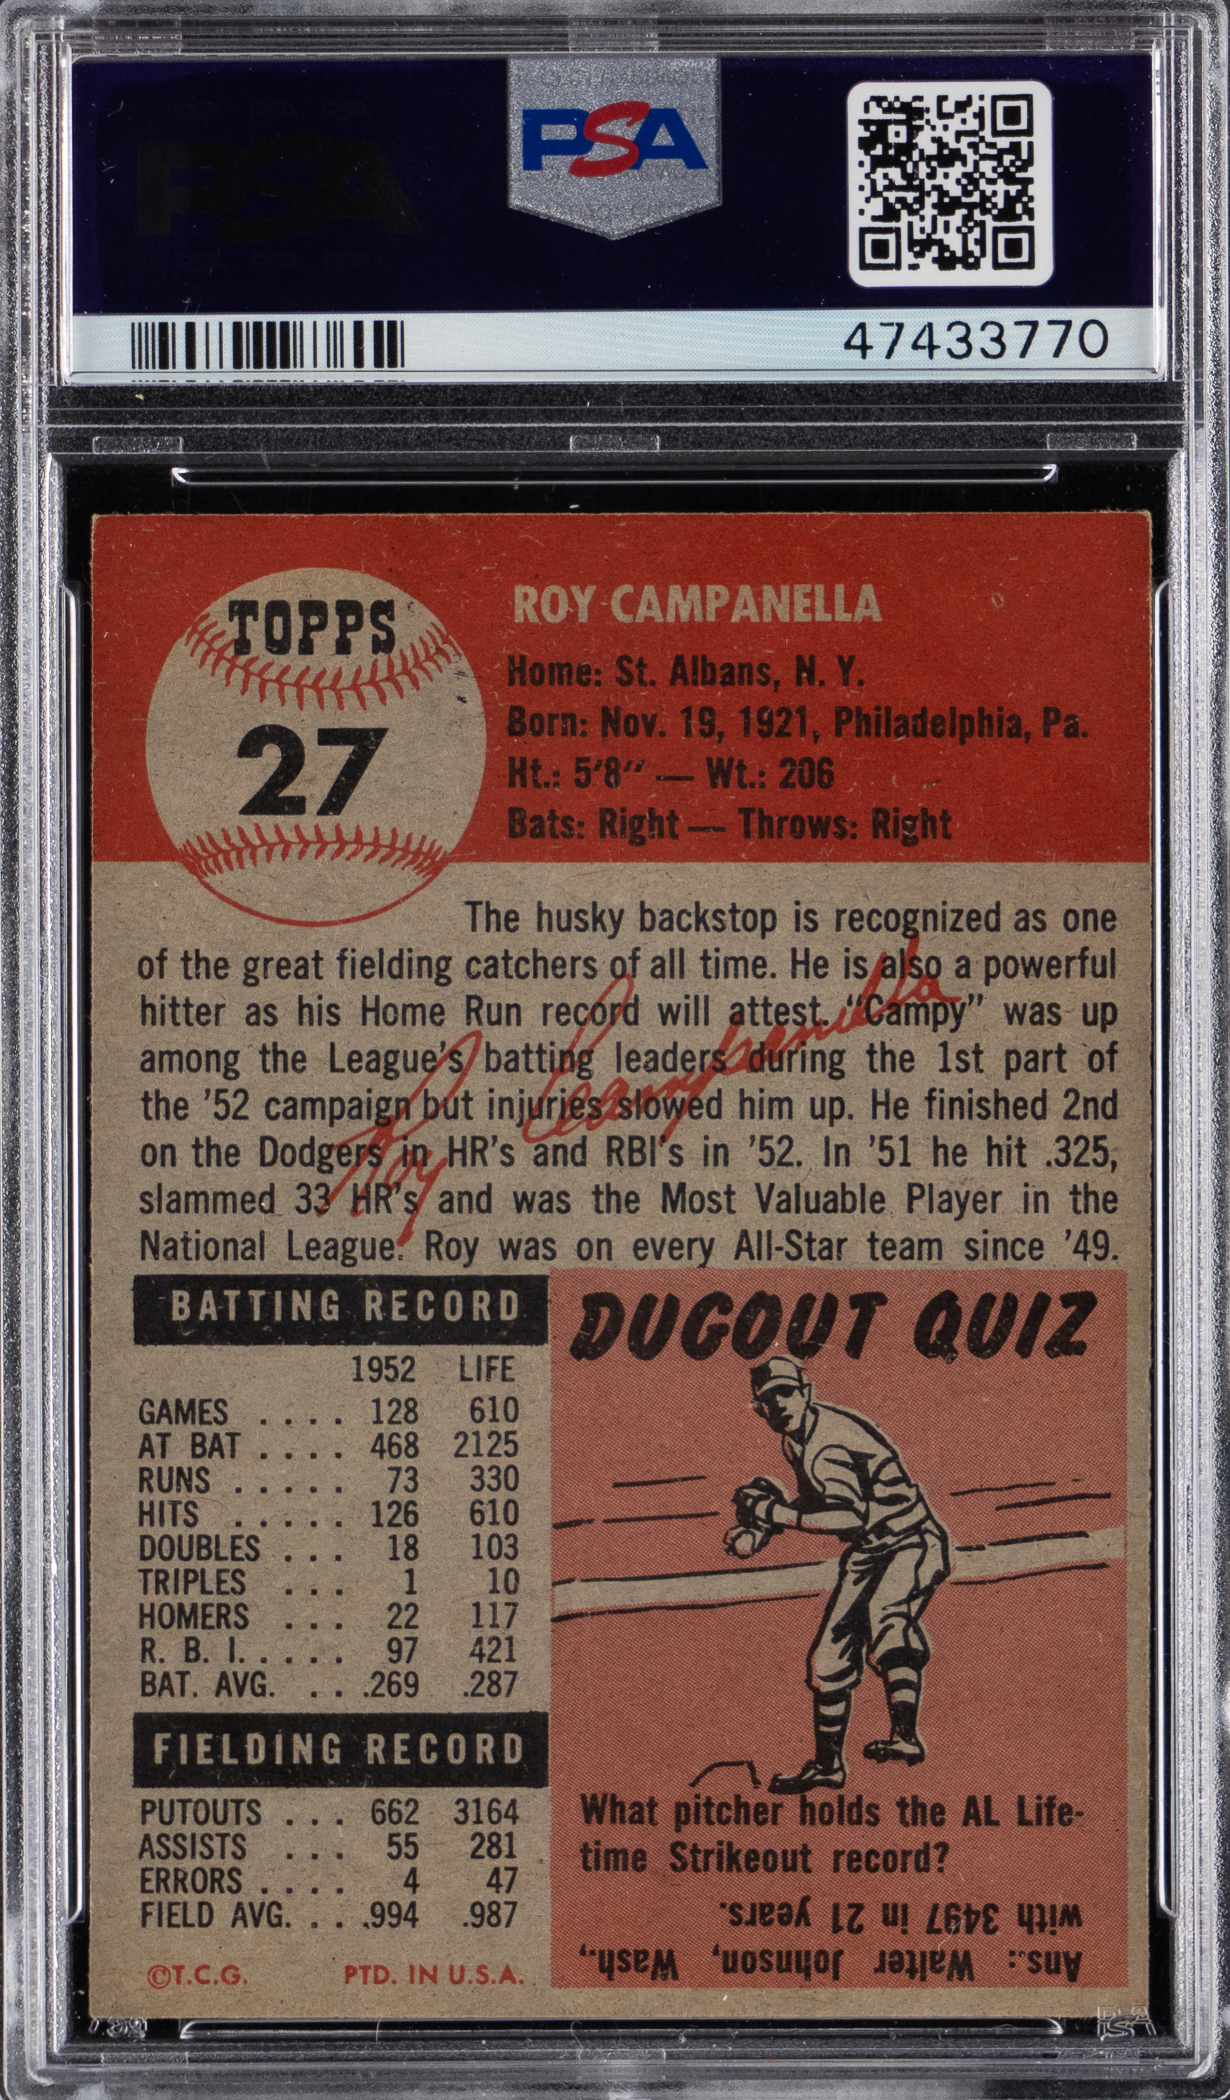 PSA
47433770
TOPPS
27
ROY CAMPANELLA
Home: St. Albans, N. Y.
Born: Nov. 19, 1921, Philadelphia, Pa.
Ht.: 5'8" — Wt.: 206
Bats: Right — Throws: Right
The husky backstop is recognized as one
of the great fielding catchers of all time. He is also a powerful
hitter as his Home Run record will attest. "Campy" was up
among the League's batting leaders during the 1st part of
the '52 campaign but injuries slowed him up. He finished 2nd
on the Dodgers in HR's and RBI's in '52. In '51 he hit .325,
slammed 33 HR's and was the Most Valuable Player in the
National League. Roy was on every All-Star team since '49.
Roy Campanella
BATTING RECORD
1952 LIFE
GAMES . . . . 128 610
AT BAT . . . . 468 2125
RUNS . . . . . 73 330
HITS . . . . . 126 610
DOUBLES . . . 18 103
TRIPLES . . . 1 10
HOMERS . . . 22 117
R. B. I. . . . . 97 421
BAT. AVG. . . .269 .287
FIELDING RECORD
PUTOUTS . . . 662 3164
ASSISTS . . . 55 281
ERRORS . . . . 4 47
FIELD AVG. . . .994 .987
©T.C.G. PTD. IN U.S.A.
DUGOUT QUIZ
What pitcher holds the AL Life-
time Strikeout record?
Ans.: Walter Johnson, Wash.,
with 3497 in 21 years.